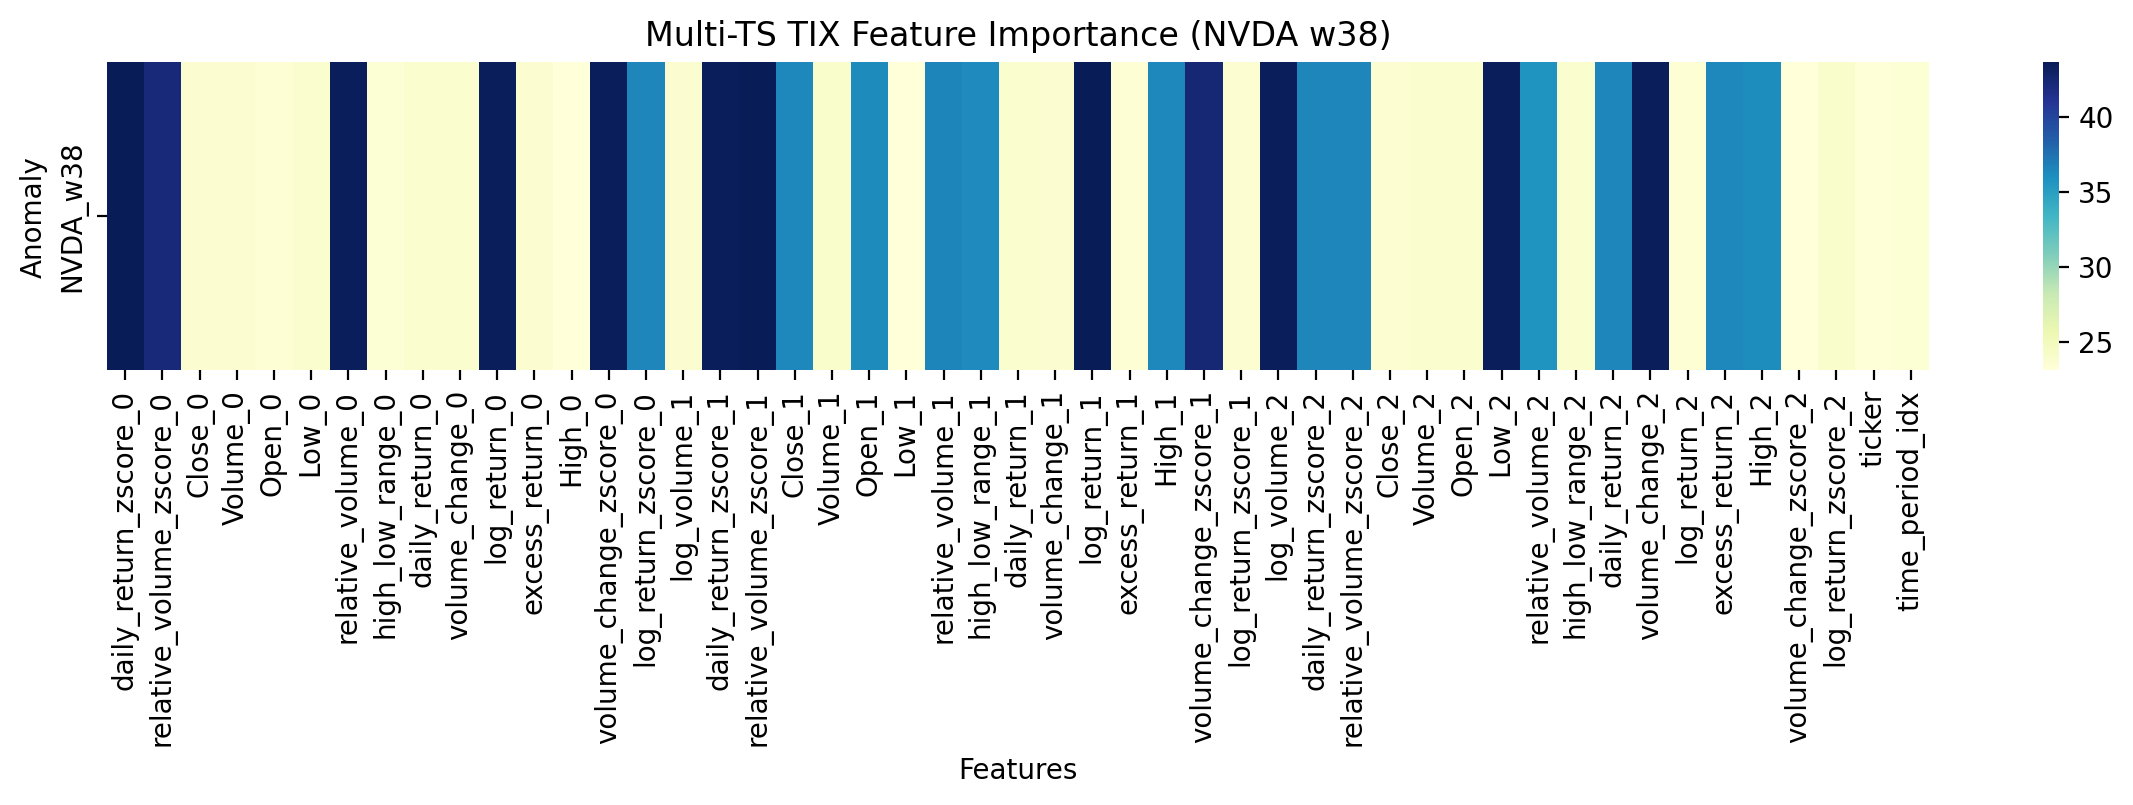 Multi-TS TIX Feature Importance (NVDA w38)
Anomaly
NVDA_w38
daily_return_zscore_0
relative_volume_zscore_0
Close_0
Volume_0
Open_0
Low_0
relative_volume_0
high_low_range_0
daily_return_0
volume_change_0
log_return_0
excess_return_0
High_0
volume_change_zscore_0
log_return_zscore_0
log_volume_1
daily_return_zscore_1
relative_volume_zscore_1
Close_1
Volume_1
Open_1
Low_1
relative_volume_1
high_low_range_1
daily_return_1
volume_change_1
log_return_1
excess_return_1
High_1
volume_change_zscore_1
log_return_zscore_1
log_volume_2
daily_return_zscore_2
relative_volume_zscore_2
Close_2
Volume_2
Open_2
Low_2
relative_volume_2
high_low_range_2
daily_return_2
volume_change_2
log_return_2
excess_return_2
High_2
volume_change_zscore_2
log_return_zscore_2
ticker
time_period_idx
Features
40
35
30
25